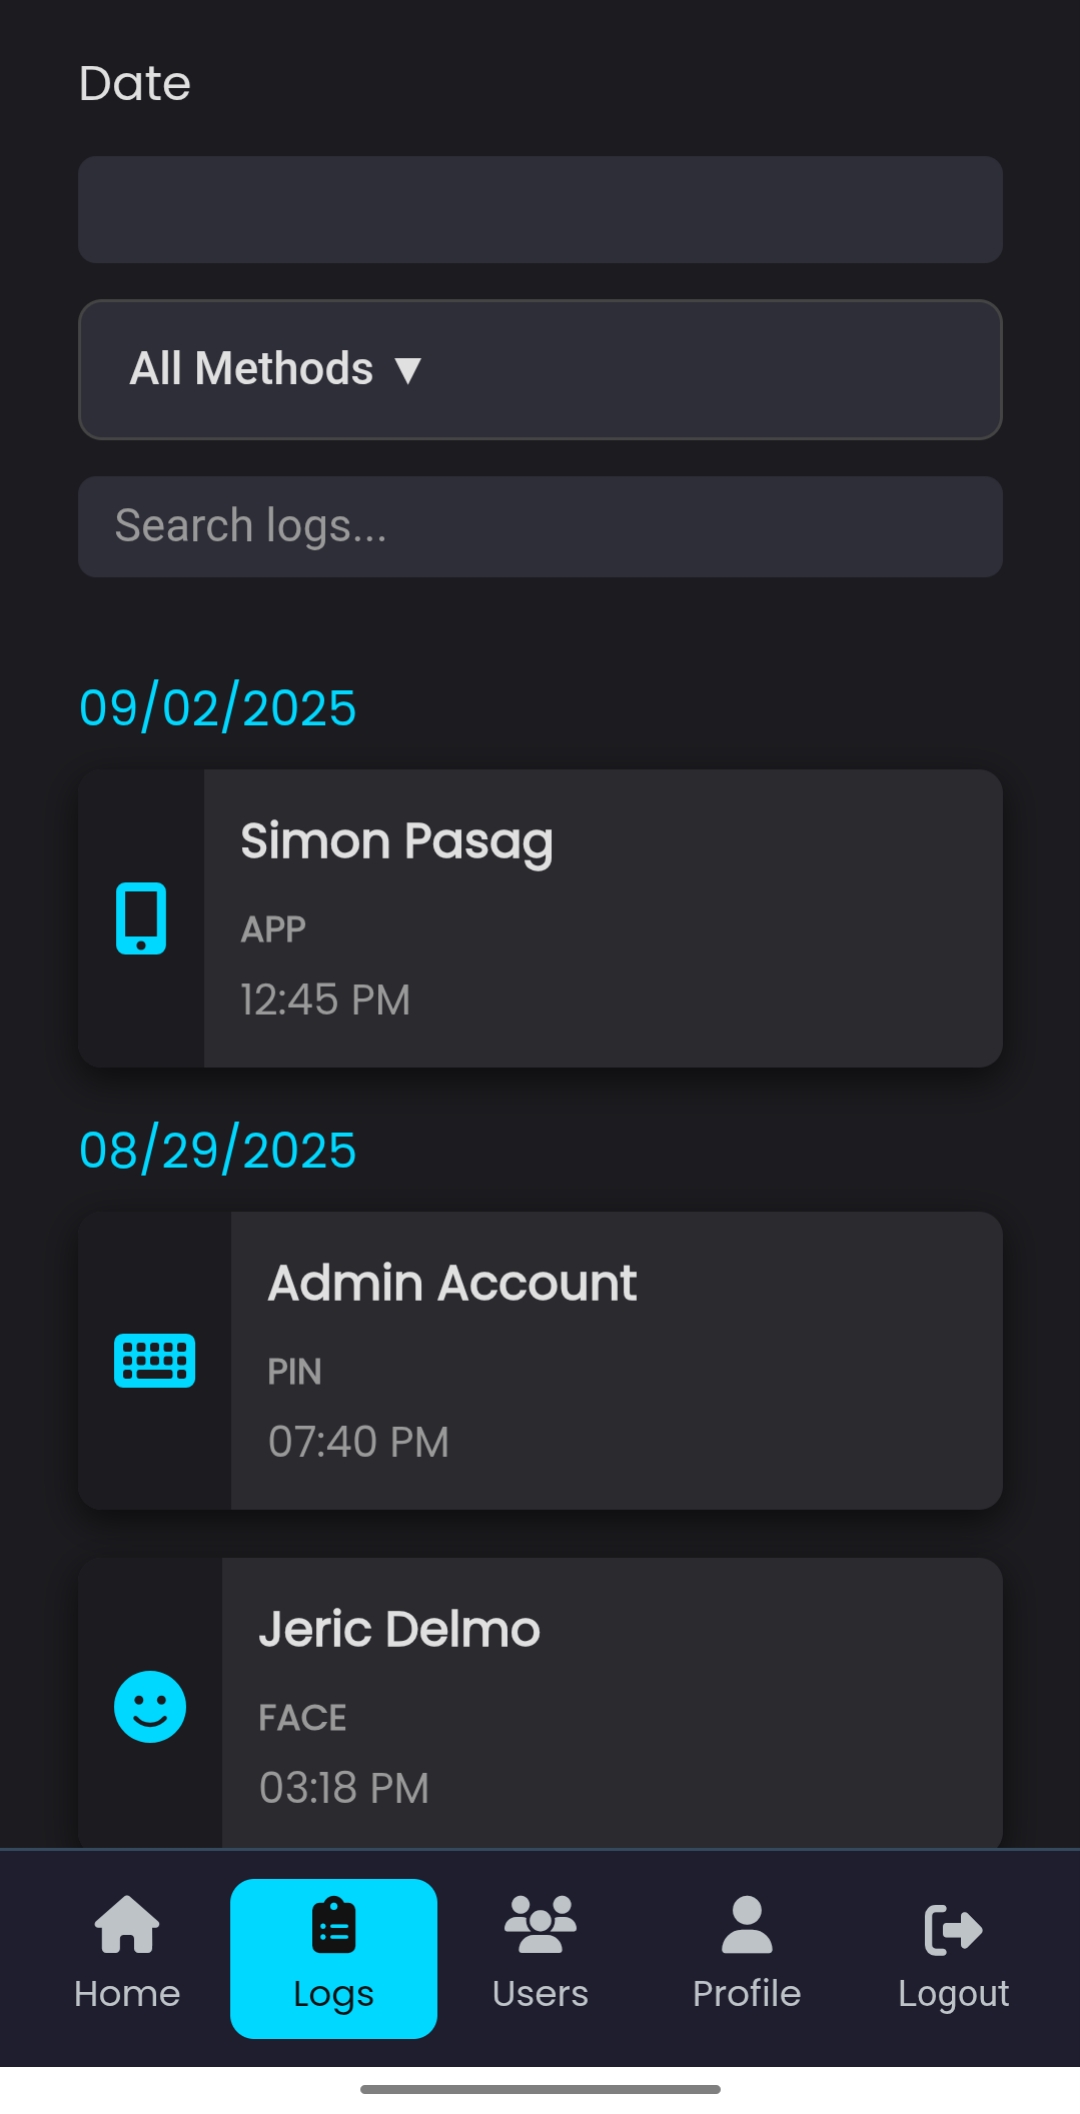 Date
All Methods ▼
Search logs...
09/02/2025
Simon Pasag
APP
12:45 PM
08/29/2025
Admin Account
PIN
07:40 PM
Jeric Delmo
FACE
03:18 PM
Home Logs Users Profile Logout